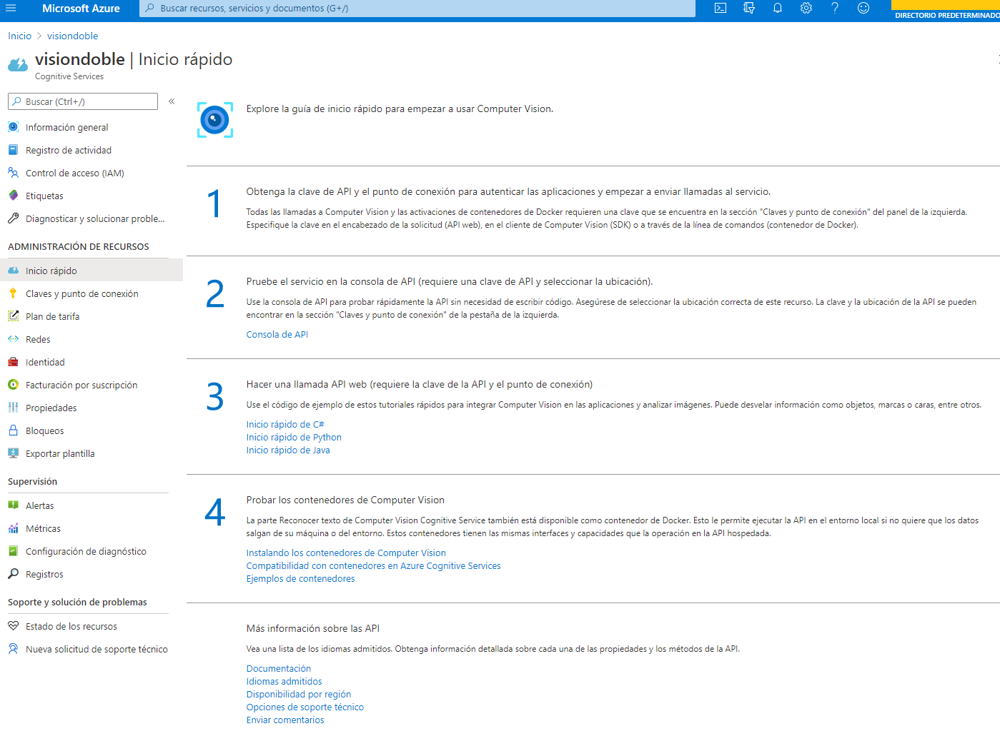 Microsoft Azure
Buscar recursos, servicios y documentos (G+/)
DIRECTORIO PREDETERMINADO
Inicio > visiondoble
visiondoble | Inicio rápido
Cognitive Services
Buscar (Ctrl+/)
«
Información general
Registro de actividad
Control de acceso (IAM)
Etiquetas
Diagnosticar y solucionar proble...
ADMINISTRACIÓN DE RECURSOS
Inicio rápido
Claves y punto de conexión
Plan de tarifa
Redes
Identidad
Facturación por suscripción
Propiedades
Bloqueos
Exportar plantilla
Supervisión
Alertas
Métricas
Configuración de diagnóstico
Registros
Soporte y solución de problemas
Estado de los recursos
Nueva solicitud de soporte técnico
Explore la guía de inicio rápido para empezar a usar Computer Vision.
1
Obtenga la clave de API y el punto de conexión para autenticar las aplicaciones y empezar a enviar llamadas al servicio.
Todas las llamadas a Computer Vision y las activaciones de contenedores de Docker requieren una clave que se encuentra en la sección "Claves y punto de conexión" del panel de la izquierda.
Especifique la clave en el encabezado de la solicitud (API web), en el cliente de Computer Vision (SDK) o a través de la línea de comandos (contenedor de Docker).
2
Pruebe el servicio en la consola de API (requiere una clave de API y seleccionar la ubicación).
Use la consola de API para probar rápidamente la API sin necesidad de escribir código. Asegúrese de seleccionar la ubicación correcta de este recurso. La clave y la ubicación de la API se pueden
encontrar en la sección "Claves y punto de conexión" de la pestaña de la izquierda.
Consola de API
3
Hacer una llamada API web (requiere la clave de la API y el punto de conexión)
Use el código de ejemplo de estos tutoriales rápidos para integrar Computer Vision en las aplicaciones y analizar imágenes. Puede desvelar información como objetos, marcas o caras, entre otros.
Inicio rápido de C#
Inicio rápido de Python
Inicio rápido de Java
4
Probar los contenedores de Computer Vision
La parte Reconocer texto de Computer Vision Cognitive Service también está disponible como contenedor de Docker. Esto le permite ejecutar la API en el entorno local si no quiere que los datos
salgan de su máquina o del entorno. Estos contenedores tienen las mismas interfaces y capacidades que la operación en la API hospedada.
Instalando los contenedores de Computer Vision
Compatibilidad con contenedores en Azure Cognitive Services
Ejemplos de contenedores
Más información sobre las API
Vea una lista de los idiomas admitidos. Obtenga información detallada sobre cada una de las propiedades y los métodos de la API.
Documentación
Idiomas admitidos
Disponibilidad por región
Opciones de soporte técnico
Enviar comentarios